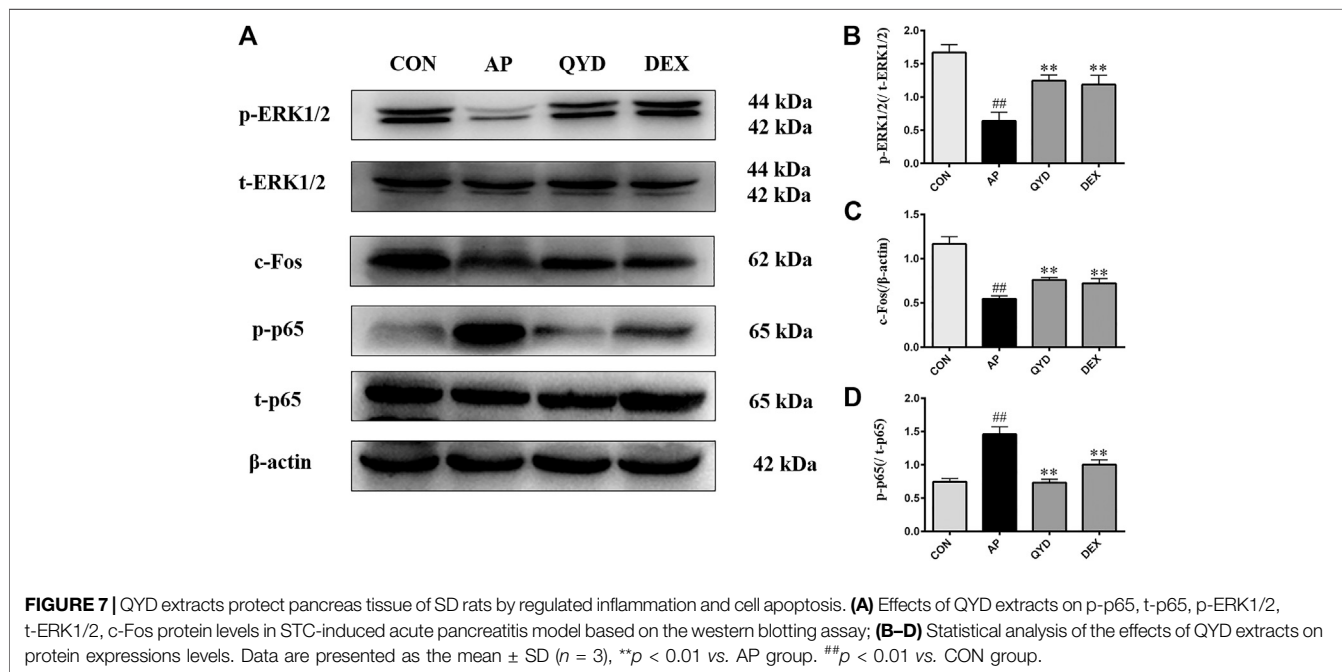 A
CON AP QYD DEX
p-ERK1/2 44 kDa
42 kDa
t-ERK1/2 44 kDa
42 kDa
c-Fos 62 kDa
p-p65 65 kDa
t-p65 65 kDa
β-actin 42 kDa
B
p-ERK1/2(/ t-ERK1/2)
2.0
1.5
1.0
0.5
0.0
## ** **
CON AP QYD DEX
C
c-Fos(/β-actin)
1.5
1.0
0.5
0.0
## ** **
CON AP QYD DEX
D
p-p65(/ t-p65)
2.0
1.5
1.0
0.5
0.0
## ** **
CON AP QYD DEX
FIGURE 7 | QYD extracts protect pancreas tissue of SD rats by regulated inflammation and cell apoptosis. (A) Effects of QYD extracts on p-p65, t-p65, p-ERK1/2,
t-ERK1/2, c-Fos protein levels in STC-induced acute pancreatitis model based on the western blotting assay; (B–D) Statistical analysis of the effects of QYD extracts on
protein expressions levels. Data are presented as the mean ± SD (n = 3), **p < 0.01 vs. AP group. ##p < 0.01 vs. CON group.